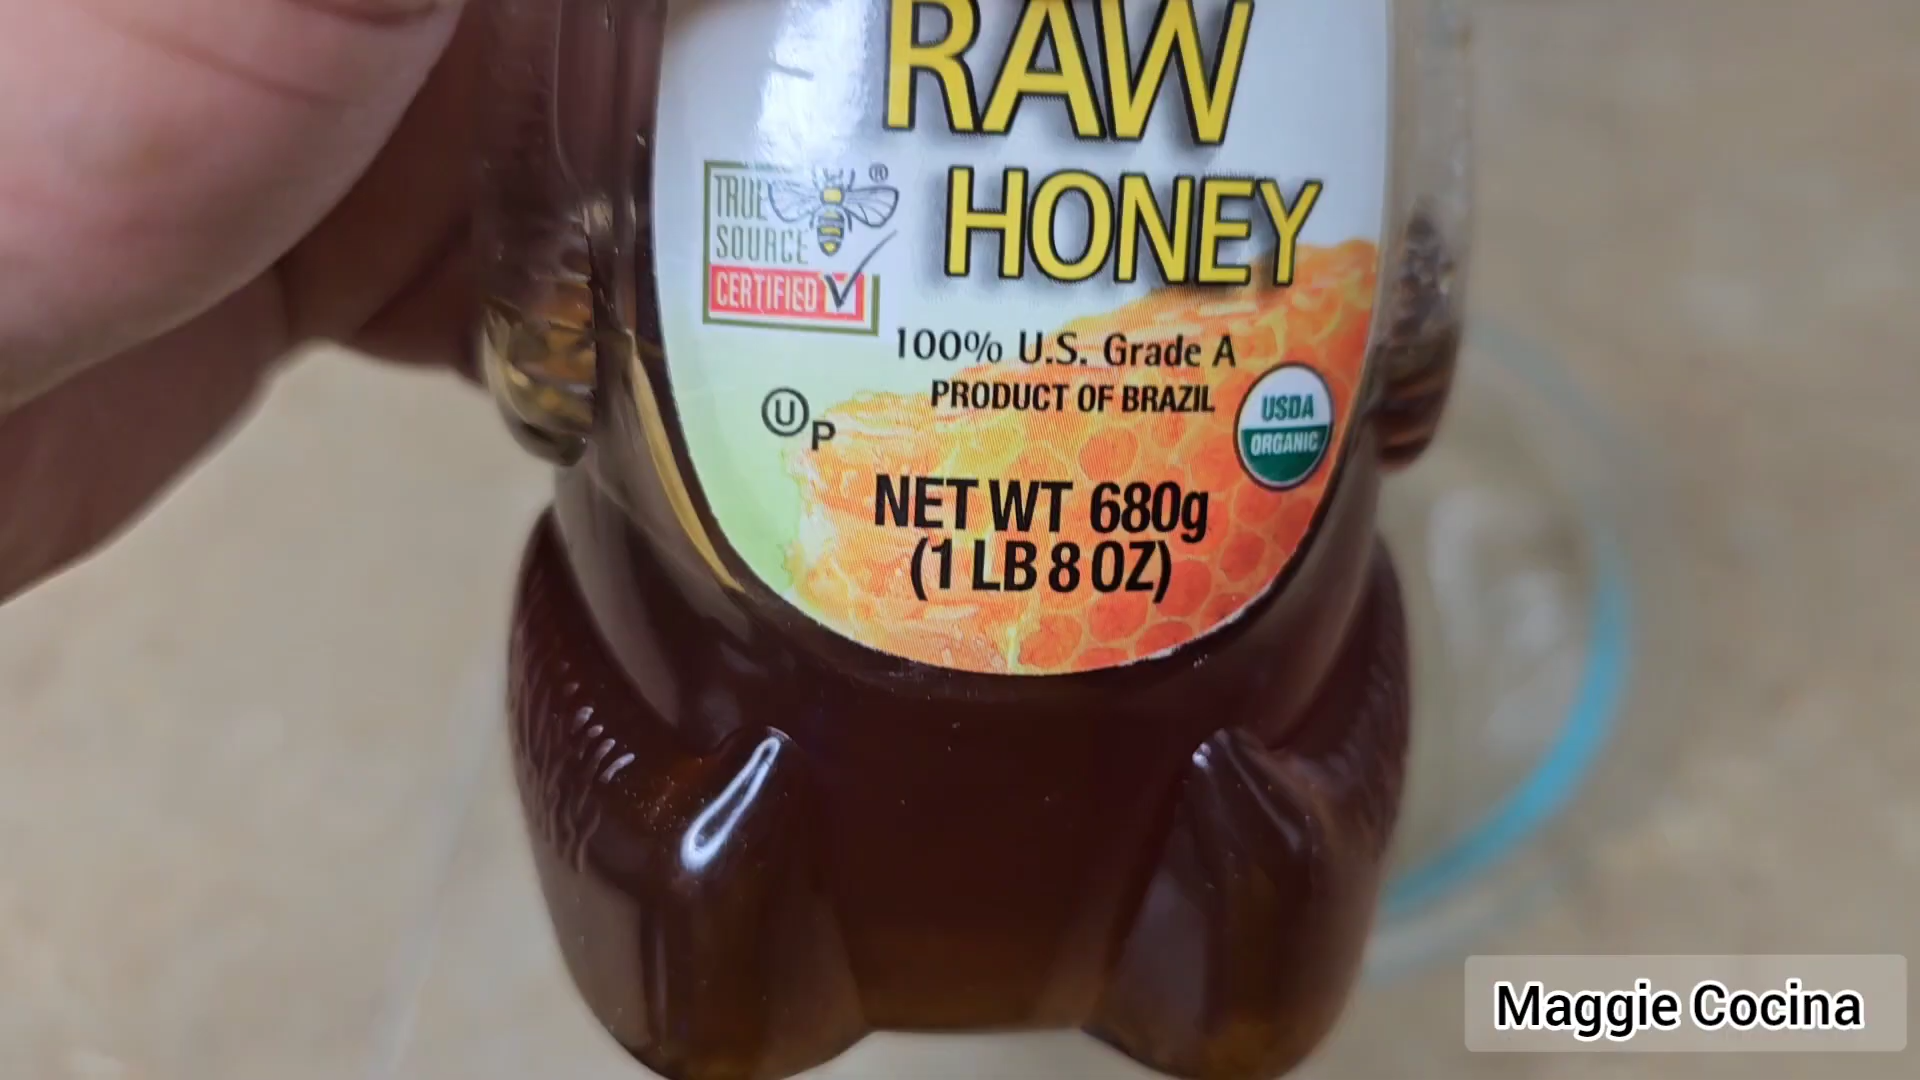 RAW
HONEY
TRUE
SOURCE
CERTIFIED
®
100% U.S. Grade A
PRODUCT OF BRAZIL
U P
USDA
ORGANIC
NET WT 680g
(1 LB 8 OZ)
Maggie Cocina